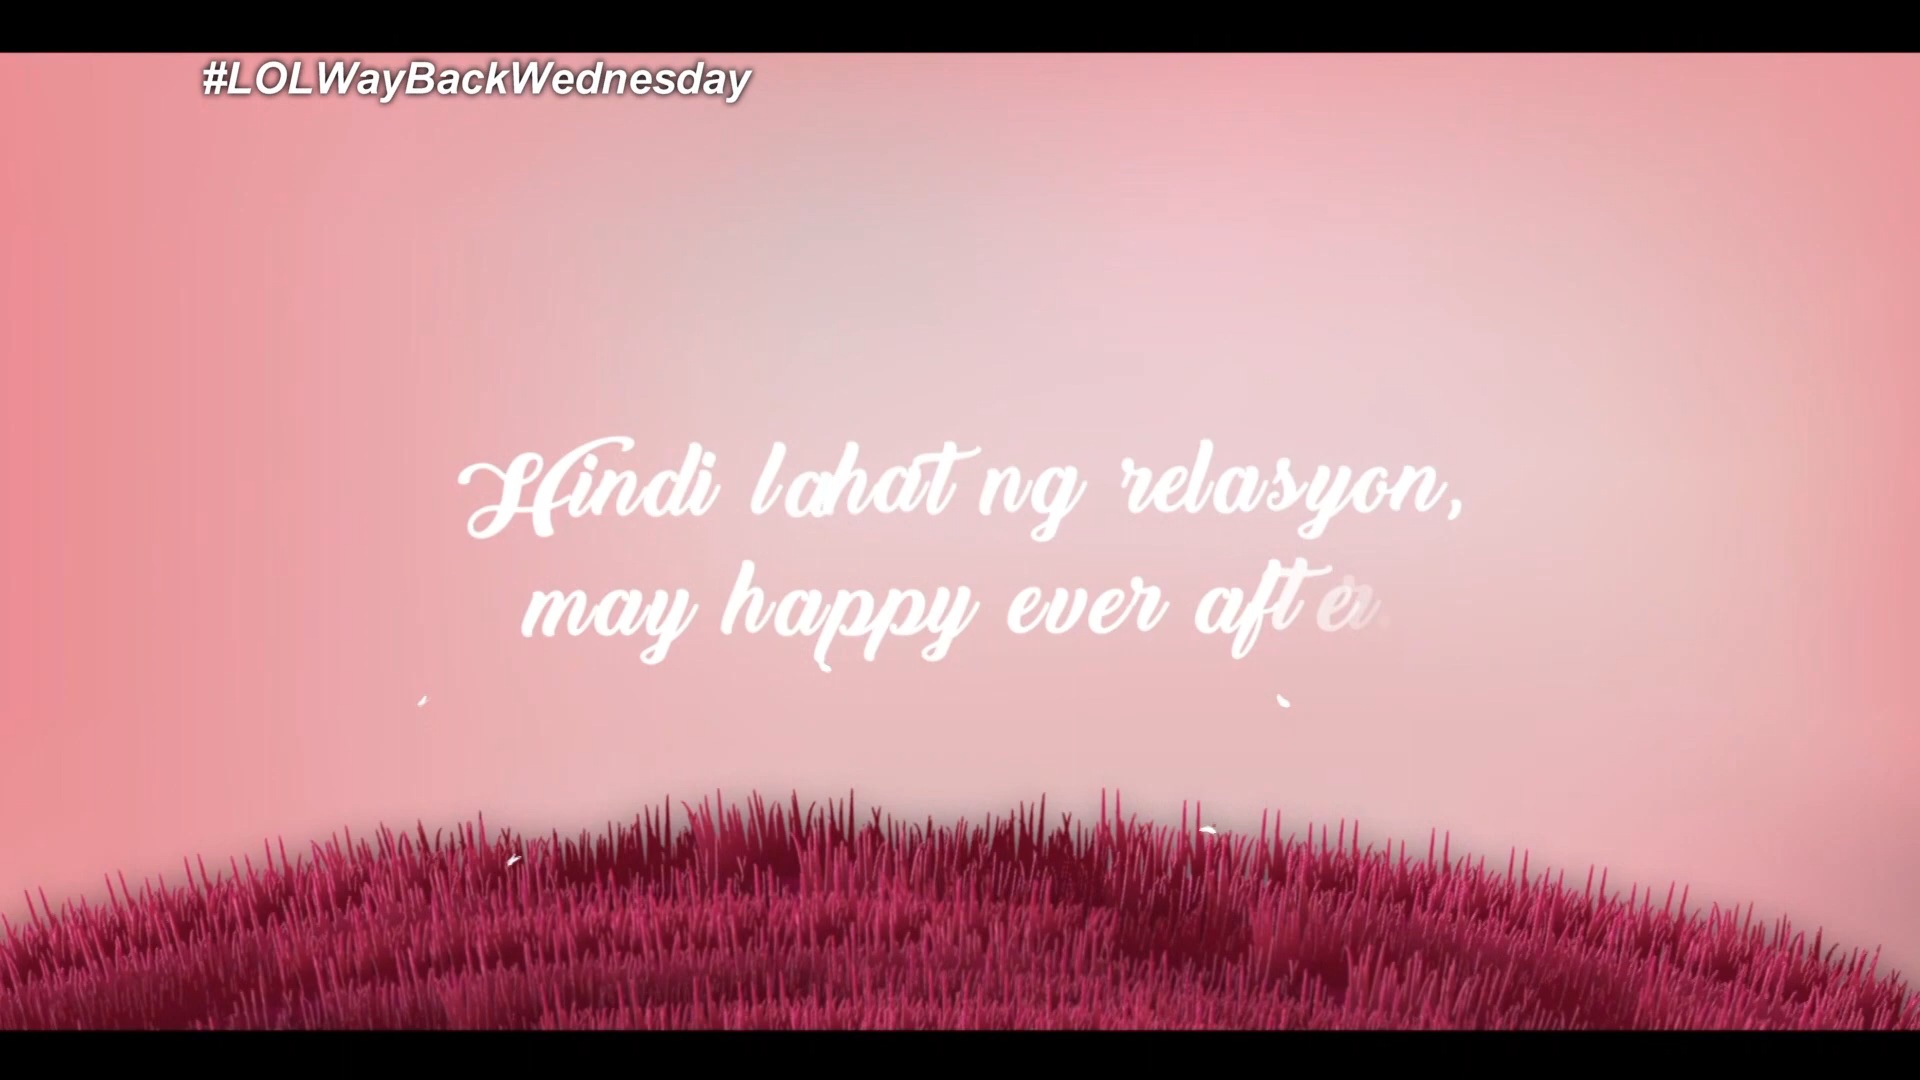 #LOLWayBackWednesday
Hindi lahat ng relasyon,
may happy ever after.